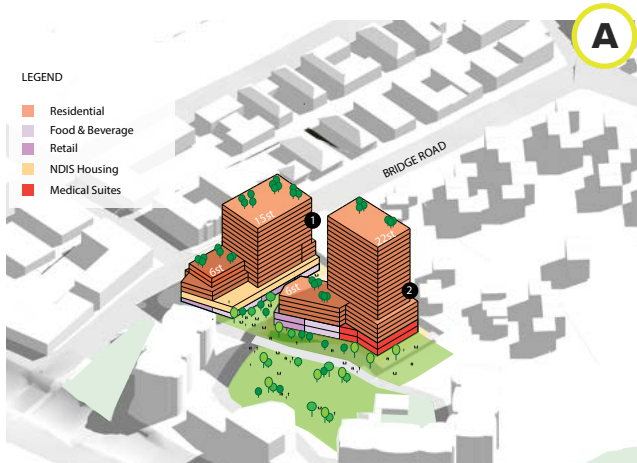 A
LEGEND
Residential
Food & Beverage
Retail
NDIS Housing
Medical Suites
BRIDGE ROAD
15st
1
22st
6st
6st
2